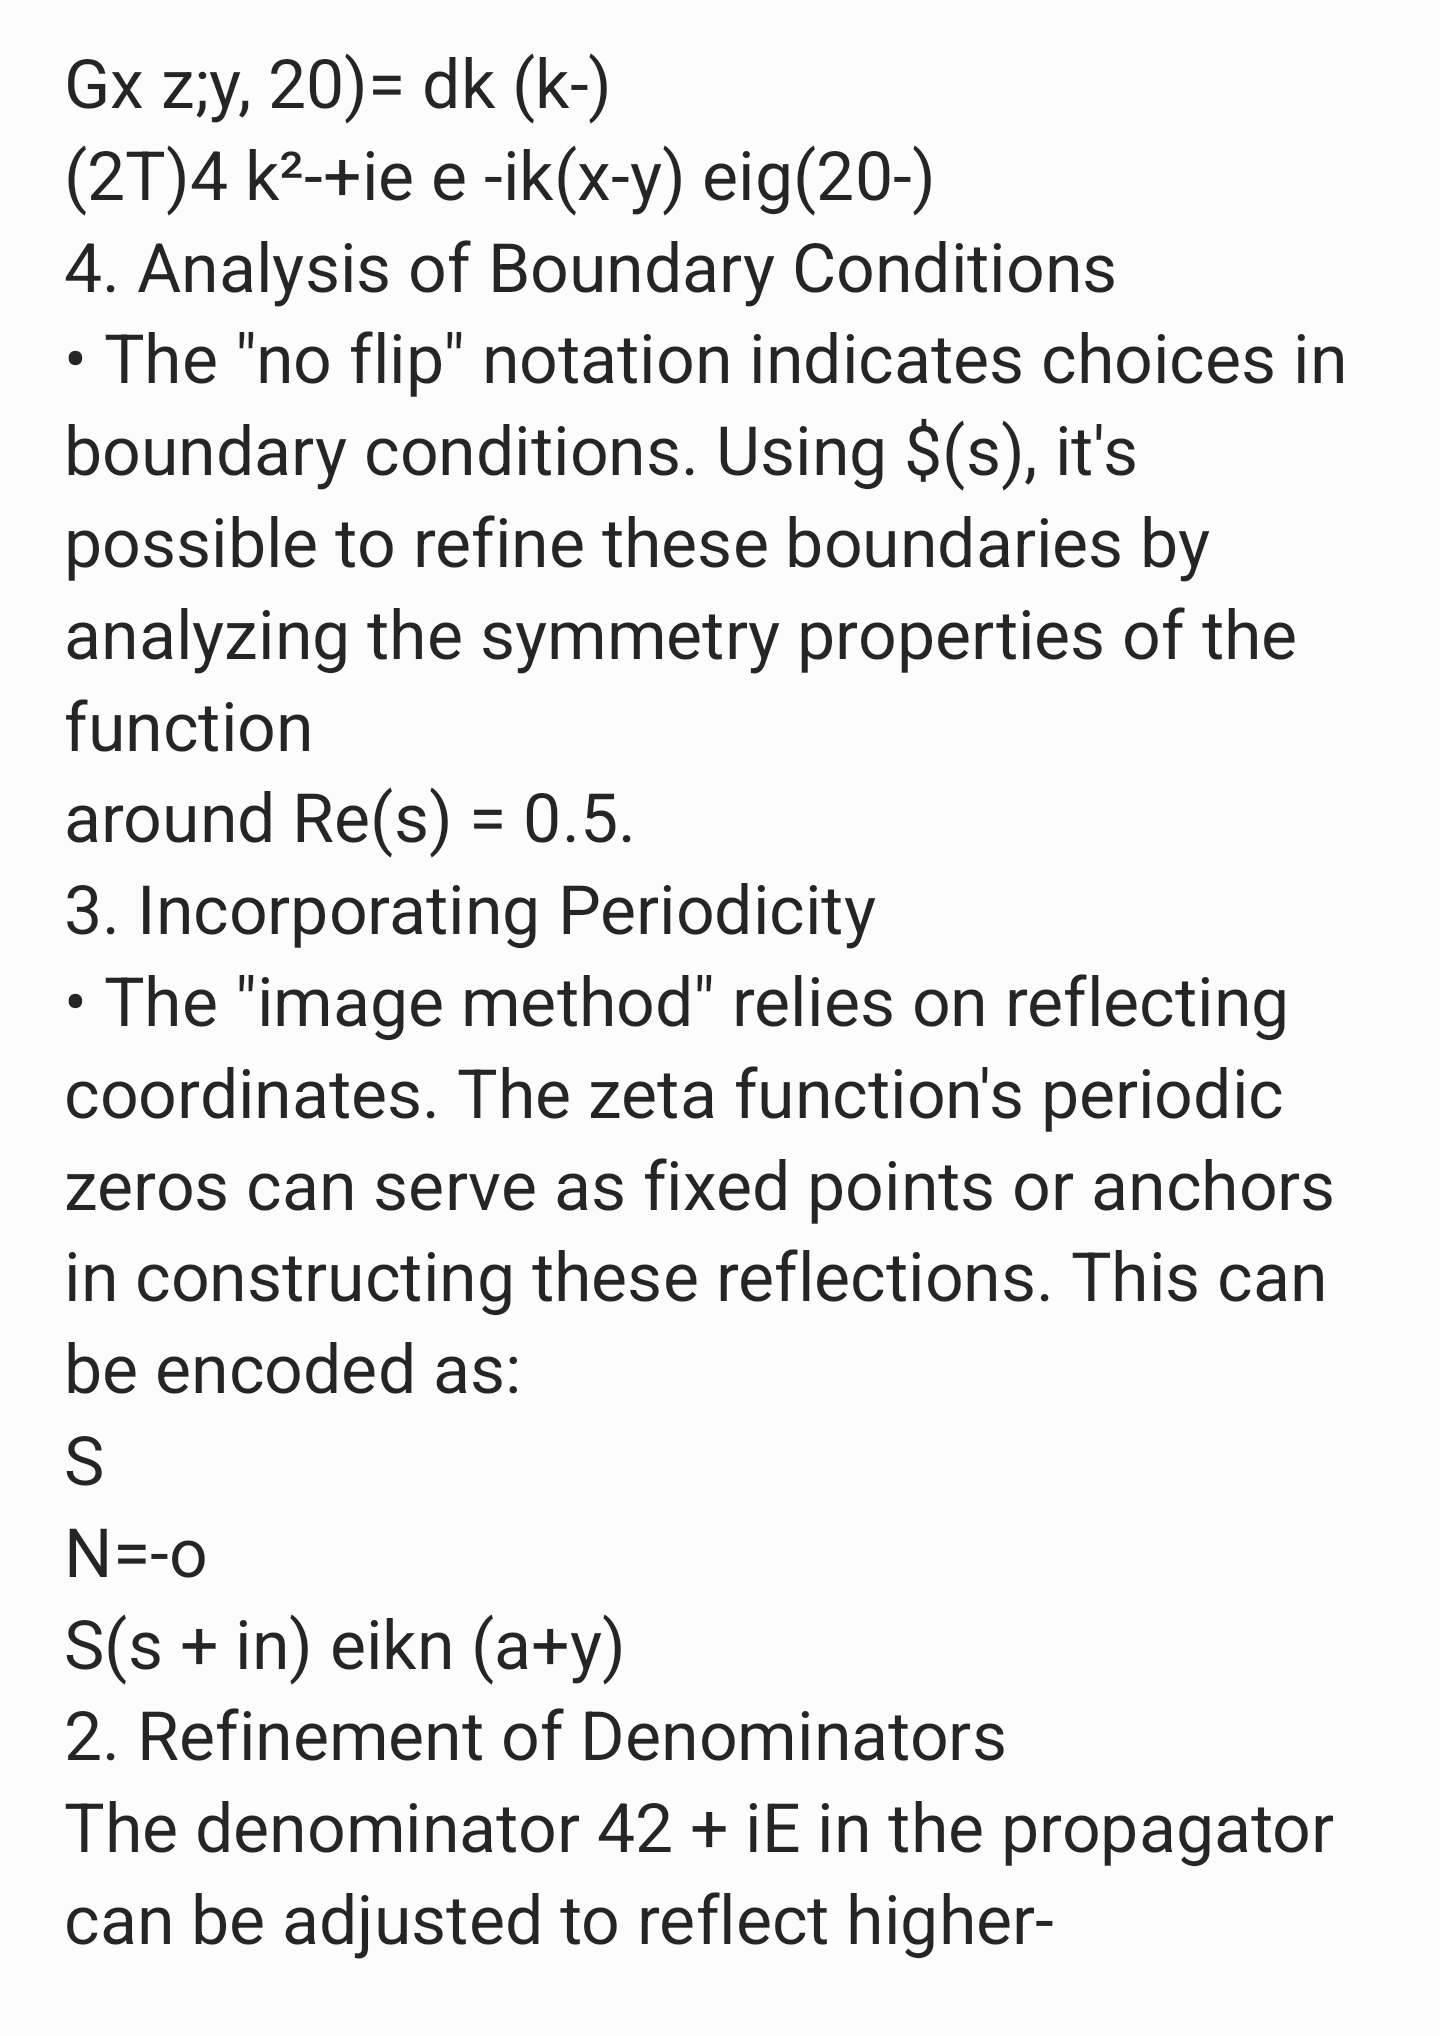 Gx z;y, 20)= dk (k-)
(2T)4 k²-+ie e -ik(x-y) eig(20-)
4. Analysis of Boundary Conditions
• The "no flip" notation indicates choices in
boundary conditions. Using $(s), it's
possible to refine these boundaries by
analyzing the symmetry properties of the
function
around Re(s) = 0.5.
3. Incorporating Periodicity
• The "image method" relies on reflecting
coordinates. The zeta function's periodic
zeros can serve as fixed points or anchors
in constructing these reflections. This can
be encoded as:
S
N=-o
S(s + in) eikn (a+y)
2. Refinement of Denominators
The denominator 42 + iE in the propagator
can be adjusted to reflect higher-